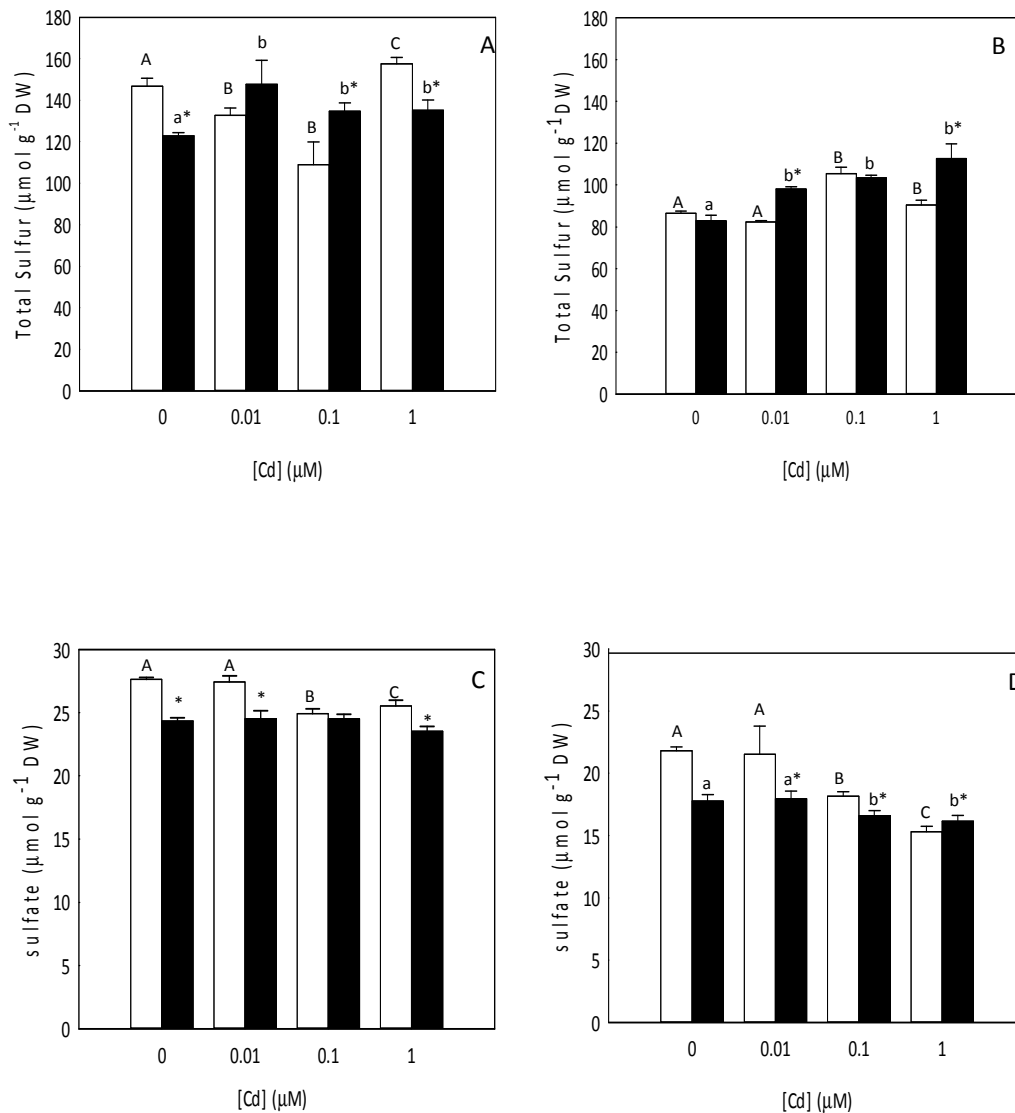 180
160
140
120
100
80
60
40
20
0
Total Sulfur (μmol g⁻¹ DW)
A
A
a*
B
b
B
b*
C
b*
0 0.01 0.1 1
[Cd] (μM)
180
160
140
120
100
80
60
40
20
0
Total Sulfur (μmol g⁻¹ DW)
B
A
a
A
b*
B
b
B
b*
0 0.01 0.1 1
[Cd] (μM)
30
25
20
15
10
5
0
sulfate (μmol g⁻¹ DW)
C
A
*
A
*
B
C
*
0 0.01 0.1 1
[Cd] (μM)
30
25
20
15
10
5
0
sulfate (μmol g⁻¹ DW)
D
A
a
A
a*
B
b*
C
b*
0 0.01 0.1 1
[Cd] (μM)